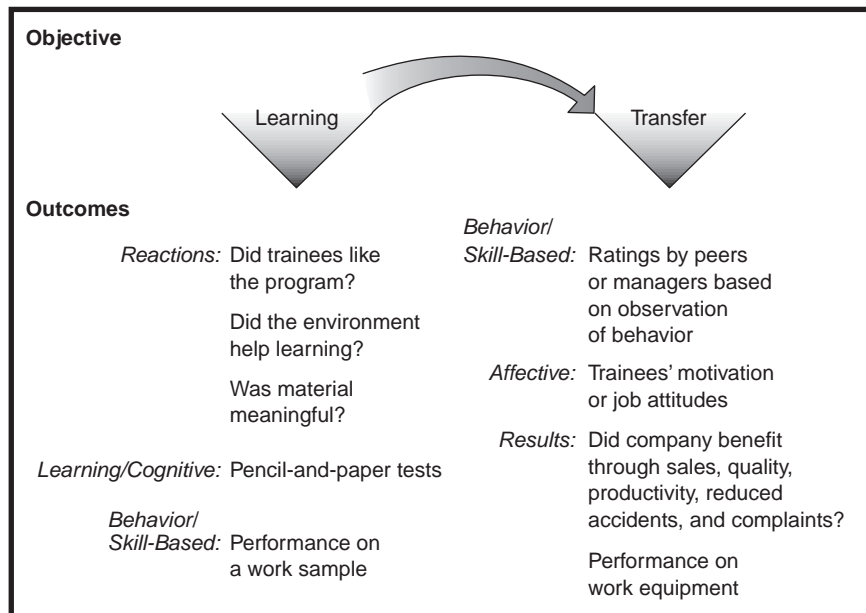 Objective
Learning
Transfer
Outcomes
Reactions: Did trainees like
the program?
Did the environment
help learning?
Was material
meaningful?
Learning/Cognitive: Pencil-and-paper tests
Behavior/
Skill-Based: Performance on
a work sample
Behavior/
Skill-Based: Ratings by peers
or managers based
on observation
of behavior
Affective: Trainees’ motivation
or job attitudes
Results: Did company benefit
through sales, quality,
productivity, reduced
accidents, and complaints?
Performance on
work equipment